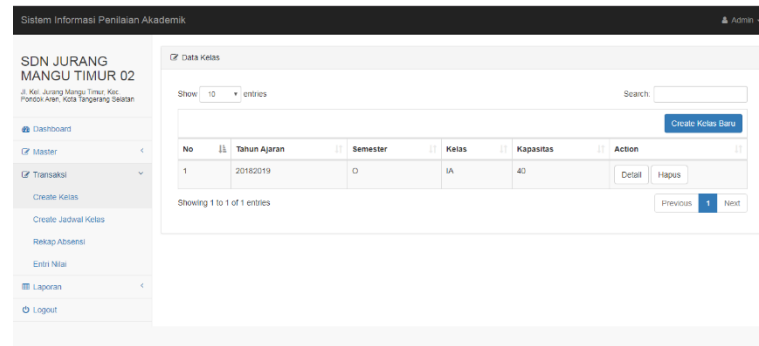 Sistem Informasi Penilaian Akademik
Admin
SDN JURANG
MANGU TIMUR 02
Jl. Kel. Jurang Mangu Timur, Kec.
Pondok Aren, Kota Tangerang Selatan
Dashboard
Master
Transaksi
Create Kelas
Create Jadwal Kelas
Rekap Absensi
Entri Nilai
Laporan
Logout
Data Kelas
Show 10 entries
Search:
Create Kelas Baru
No Tahun Ajaran Semester Kelas Kapasitas Action
1 20182019 O IA 40 Detail Hapus
Showing 1 to 1 of 1 entries
Previous 1 Next